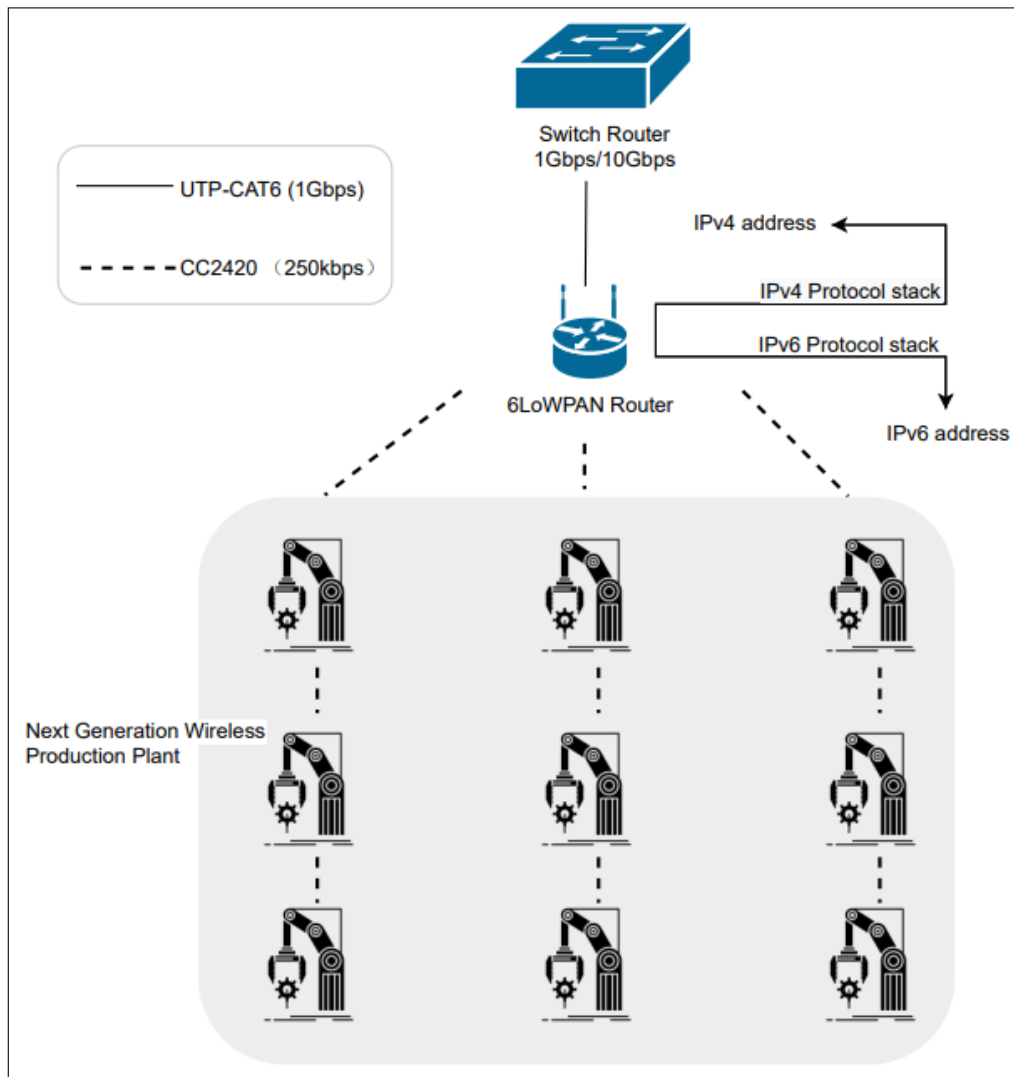 Switch Router
1Gbps/10Gbps
UTP-CAT6 (1Gbps)
CC2420 （250kbps）
IPv4 address
IPv4 Protocol stack
IPv6 Protocol stack
6LoWPAN Router
IPv6 address
Next Generation Wireless
Production Plant